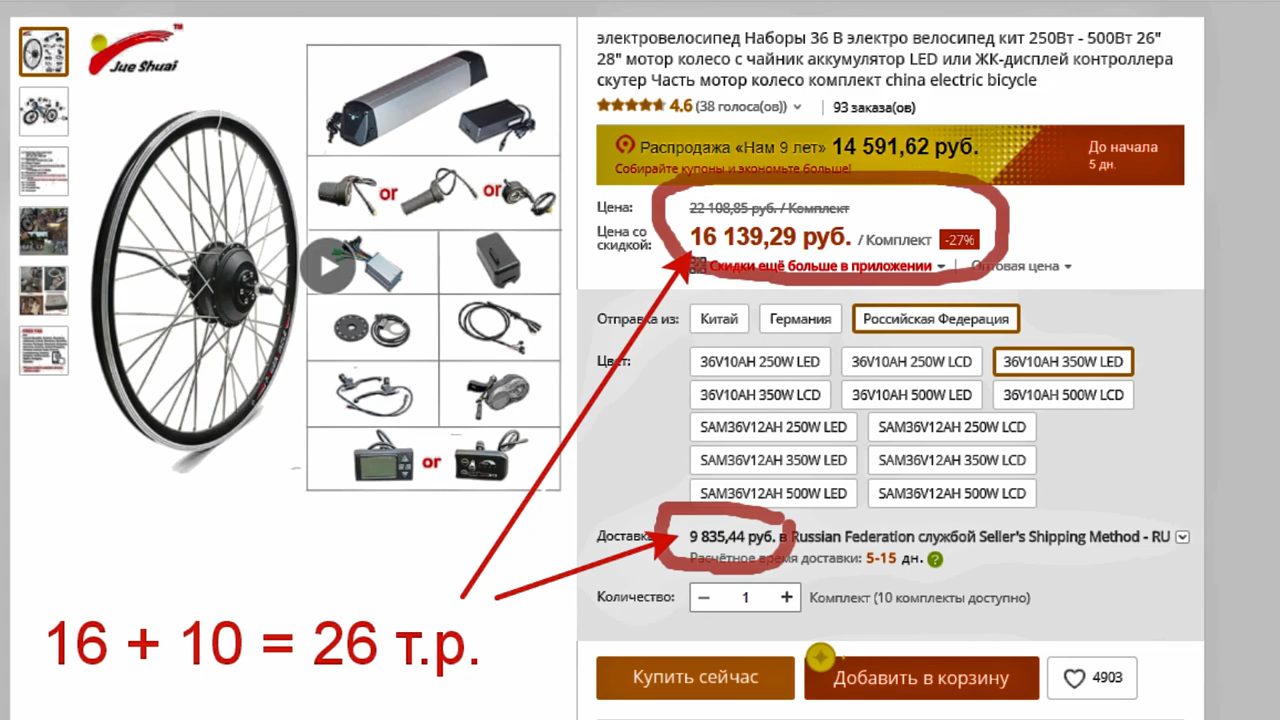 Jue Shuai
TM
or
or
or
16 + 10 = 26 т.р.
электровелосипед Наборы 36 В электро велосипед кит 250Вт - 500Вт 26"
28" мотор колесо с чайник аккумулятор LED или ЖК-дисплей контроллера
скутер Часть мотор колесо комплект china electric bicycle
4.6 (38 голоса(ов)) | 93 заказа(ов)
Распродажа «Нам 9 лет» 14 591,62 руб.
Собирайте купоны и экономьте больше!
До начала
5 дн.
Цена: 22 108,85 руб. / Комплект
Цена со скидкой: 16 139,29 руб. / Комплект -27%
Скидки ещё больше в приложении | Оптовая цена
Отправка из: Китай Германия Российская Федерация
Цвет: 36V10AH 250W LED 36V10AH 250W LCD 36V10AH 350W LED
36V10AH 350W LCD 36V10AH 500W LED 36V10AH 500W LCD
SAM36V12AH 250W LED SAM36V12AH 250W LCD
SAM36V12AH 350W LED SAM36V12AH 350W LCD
SAM36V12AH 500W LED SAM36V12AH 500W LCD
Доставка 9 835,44 руб. в Russian Federation службой Seller's Shipping Method - RU
Расчётное время доставки: 5-15 дн. ?
Количество: − 1 + Комплект (10 комплекты доступно)
Купить сейчас Добавить в корзину 4903